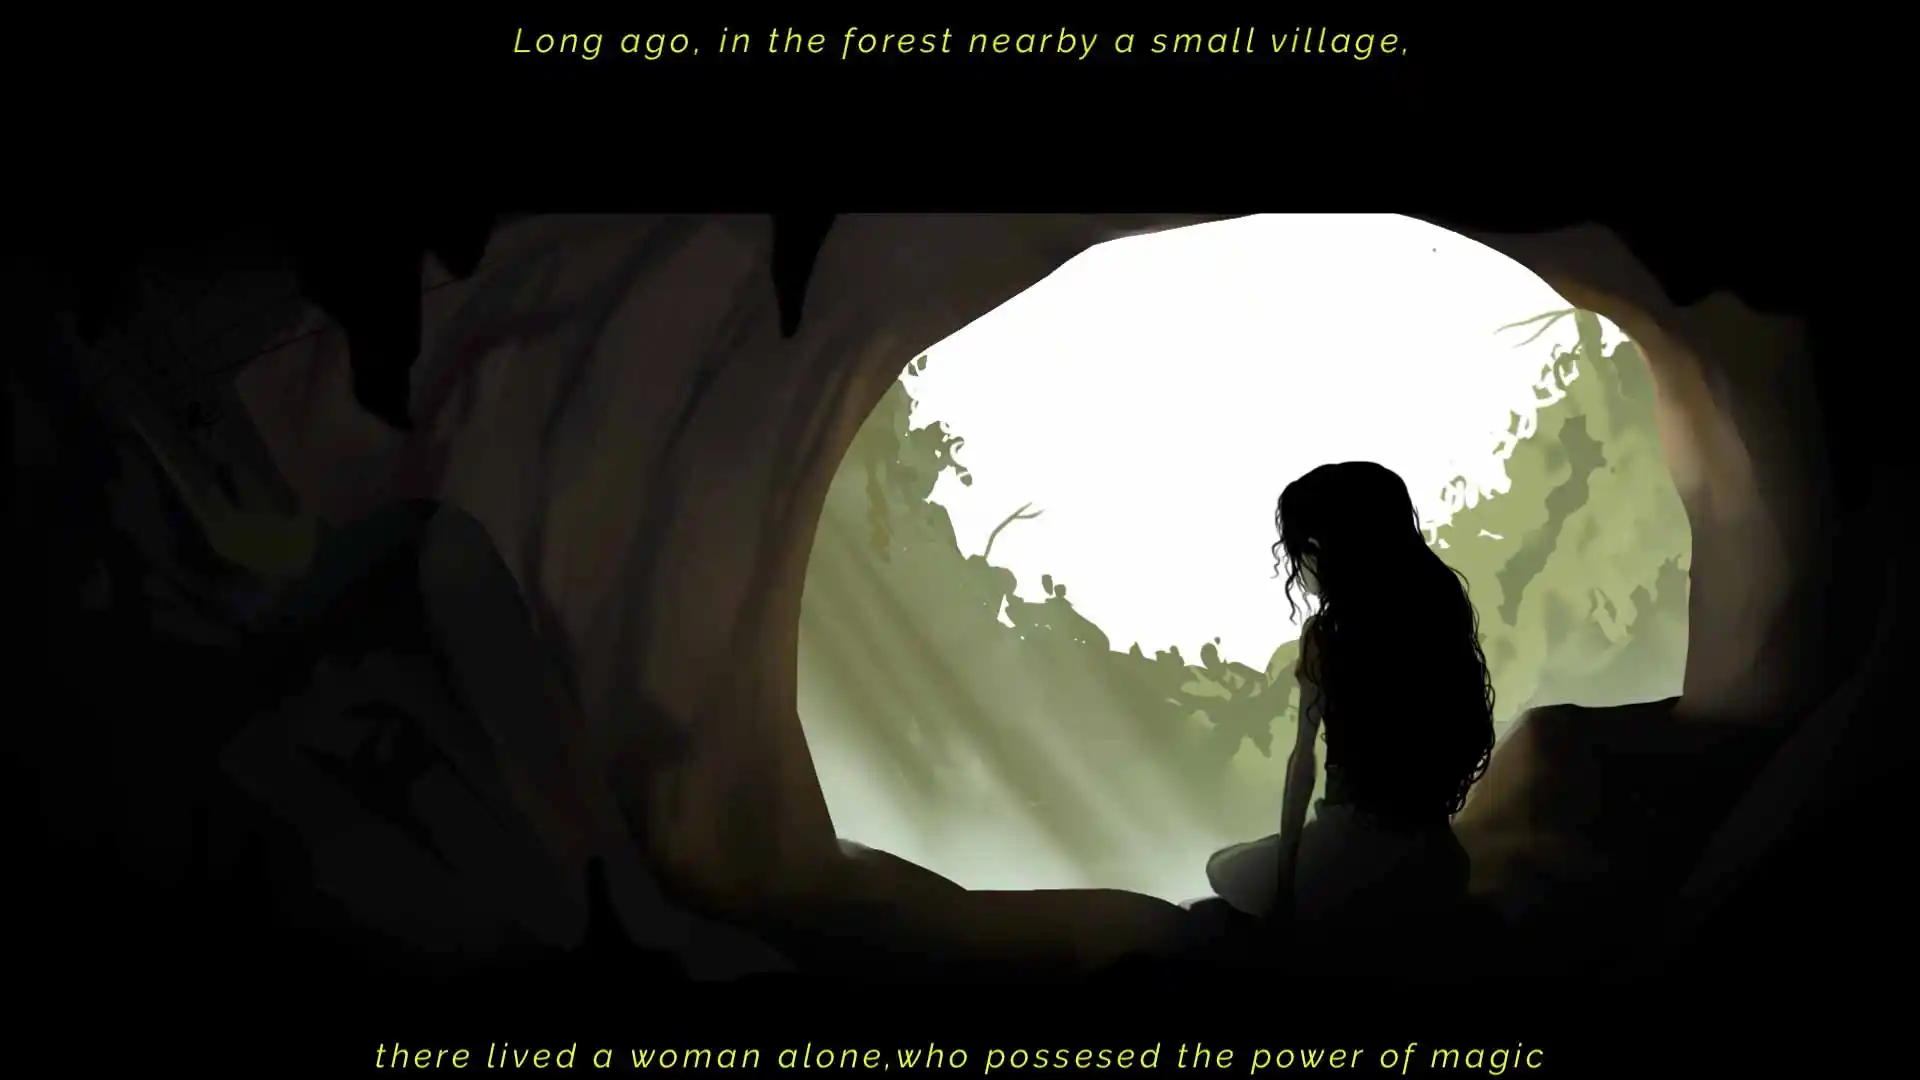 Long ago, in the forest nearby a small village,
there lived a woman alone,who possesed the power of magic